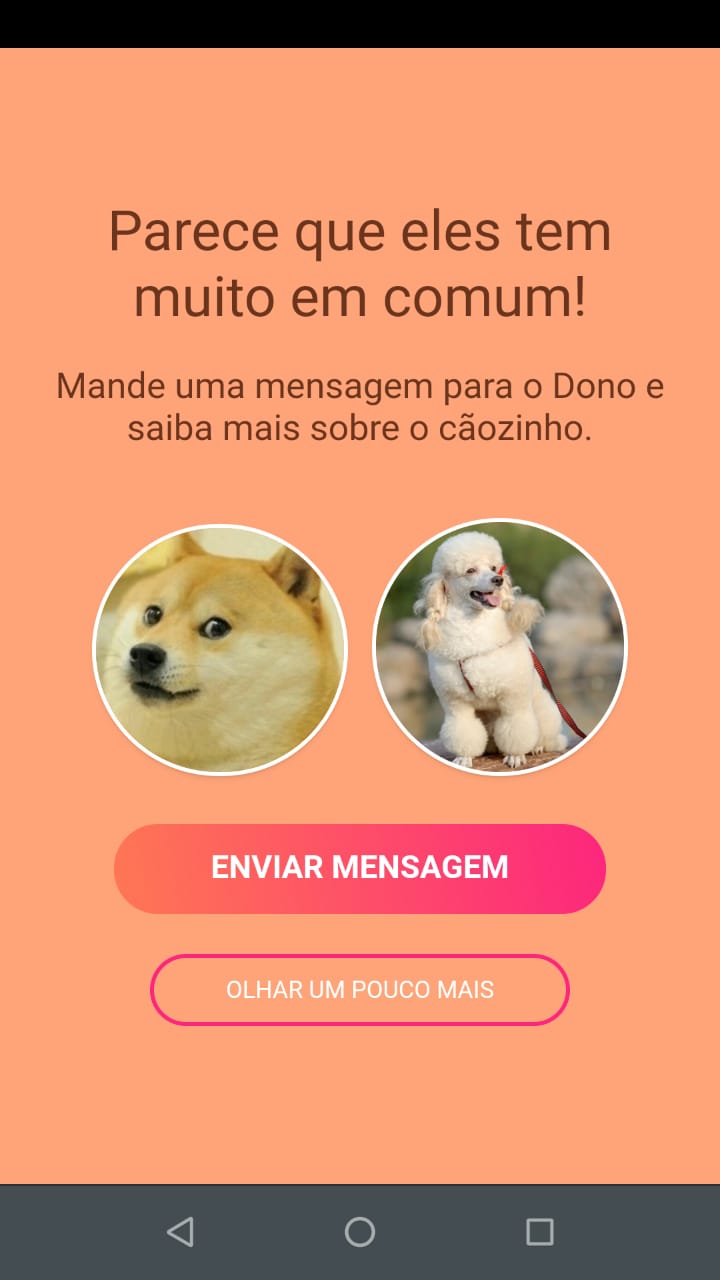 Parece que eles tem
muito em comum!
Mande uma mensagem para o Dono e
saiba mais sobre o cãozinho.
ENVIAR MENSAGEM
OLHAR UM POUCO MAIS